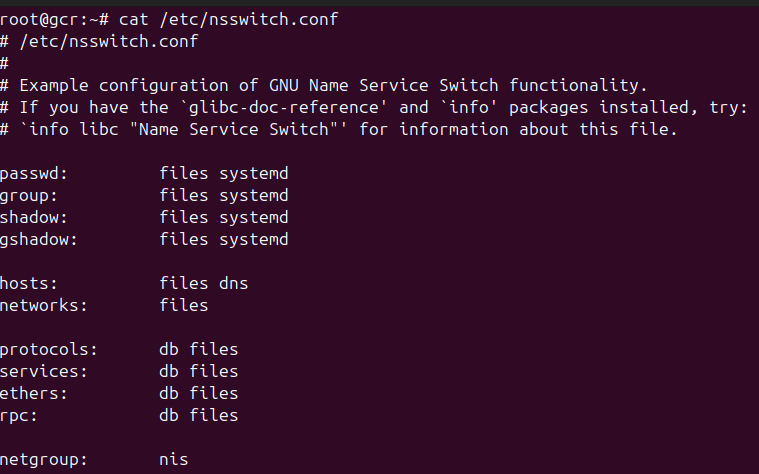 root@gcr:~# cat /etc/nsswitch.conf
# /etc/nsswitch.conf
#
# Example configuration of GNU Name Service Switch functionality.
# If you have the `glibc-doc-reference' and `info' packages installed, try:
# `info libc "Name Service Switch"' for information about this file.

passwd:         files systemd
group:          files systemd
shadow:         files systemd
gshadow:        files systemd

hosts:          files dns
networks:       files

protocols:      db files
services:       db files
ethers:         db files
rpc:            db files

netgroup:       nis